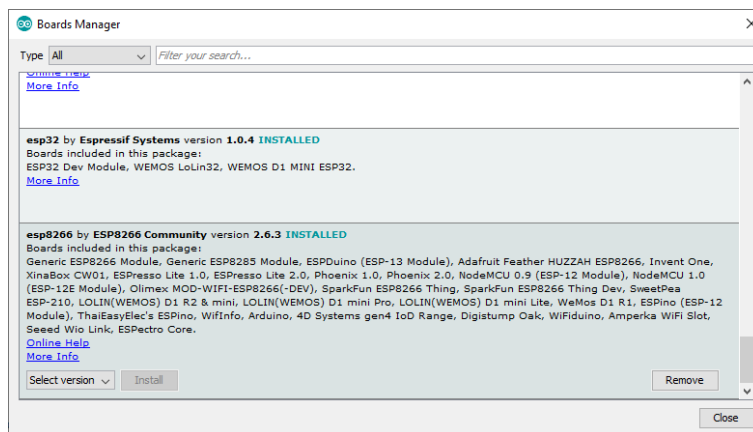 Boards Manager
Type All Filter your search...
Online Help
More Info
esp32 by Espressif Systems version 1.0.4 INSTALLED
Boards included in this package:
ESP32 Dev Module, WEMOS LoLin32, WEMOS D1 MINI ESP32.
More Info
esp8266 by ESP8266 Community version 2.6.3 INSTALLED
Boards included in this package:
Generic ESP8266 Module, Generic ESP8285 Module, ESPDuino (ESP-13 Module), Adafruit Feather HUZZAH ESP8266, Invent One,
XinaBox CW01, ESPresso Lite 1.0, ESPresso Lite 2.0, Phoenix 1.0, Phoenix 2.0, NodeMCU 0.9 (ESP-12 Module), NodeMCU 1.0
(ESP-12E Module), Olimex MOD-WIFI-ESP8266(-DEV), SparkFun ESP8266 Thing, SparkFun ESP8266 Thing Dev, SweetPea
ESP-210, LOLIN(WEMOS) D1 R2 & mini, LOLIN(WEMOS) D1 mini Pro, LOLIN(WEMOS) D1 mini Lite, WeMos D1 R1, ESPino (ESP-12
Module), ThaiEasyElec's ESPino, WifInfo, Arduino, 4D Systems gen4 IoD Range, Digistump Oak, WiFiduino, Amperka WiFi Slot,
Seeed Wio Link, ESPectro Core.
Online Help
More Info
Select version Install Remove
Close